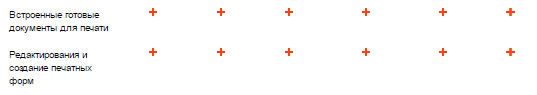 Встроенные готовые + + + + + +
документы для печати
Редактирования и + + + + + +
создание печатных
форм